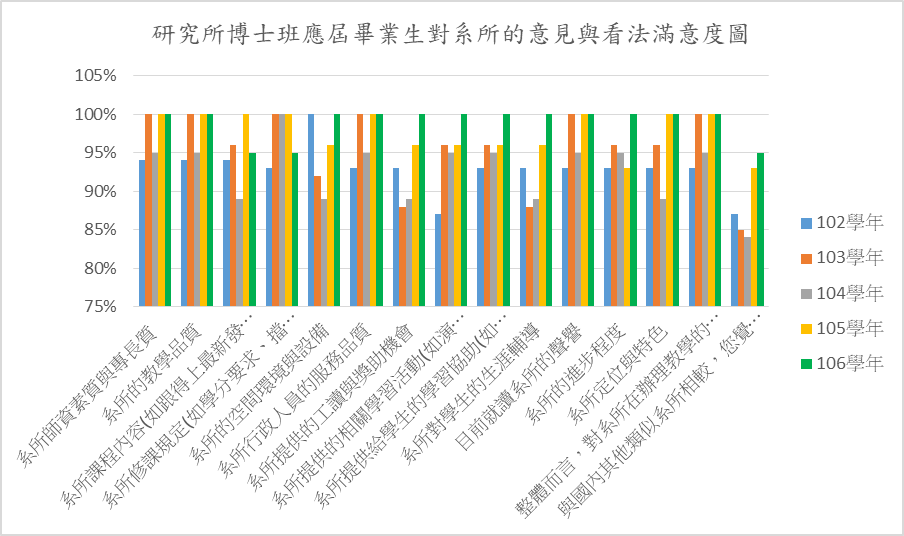 研究所博士班應屆畢業生對系所的意見與看法滿意度圖
105%
100%
95%
90%
85%
80%
75%
系所師資素質與專長質
系所的教學品質
系所課程內容(如跟得上最新發…
系所修課規定(如學分要求、擋…
系所的空間環境與設備
系所行政人員的服務品質
系所提供的工讀與獎助機會
系所提供的相關學習活動(如演…
系所提供給學生的學習協助(如…
系所對學生的生涯輔導
目前就讀系所的聲譽
系所的進步程度
系所定位與特色
整體而言，對系所在辦理教學的…
與國內其他類似系所相較，您覺…
102學年
103學年
104學年
105學年
106學年